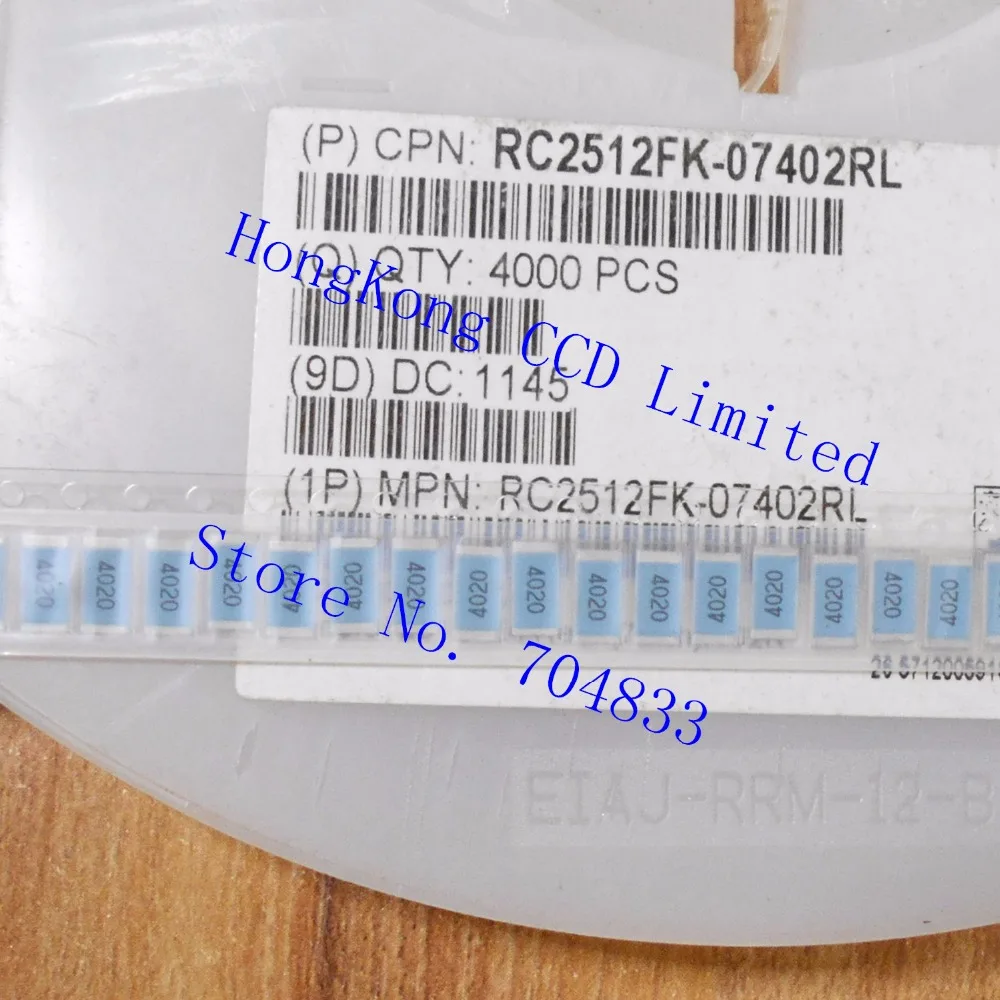 (P) CPN: RC2512FK-07402RL
(Q) QTY: 4000 PCS
(9D) DC: 1145
(1P) MPN: RC2512FK-07402RL
HongKong CCD Limited
Store No. 704833
4020 4020 4020 4020 4020 4020 4020 4020 4020 4020 4020 4020 4020 4020 4020 4020
EIAJ-RRM-12-B